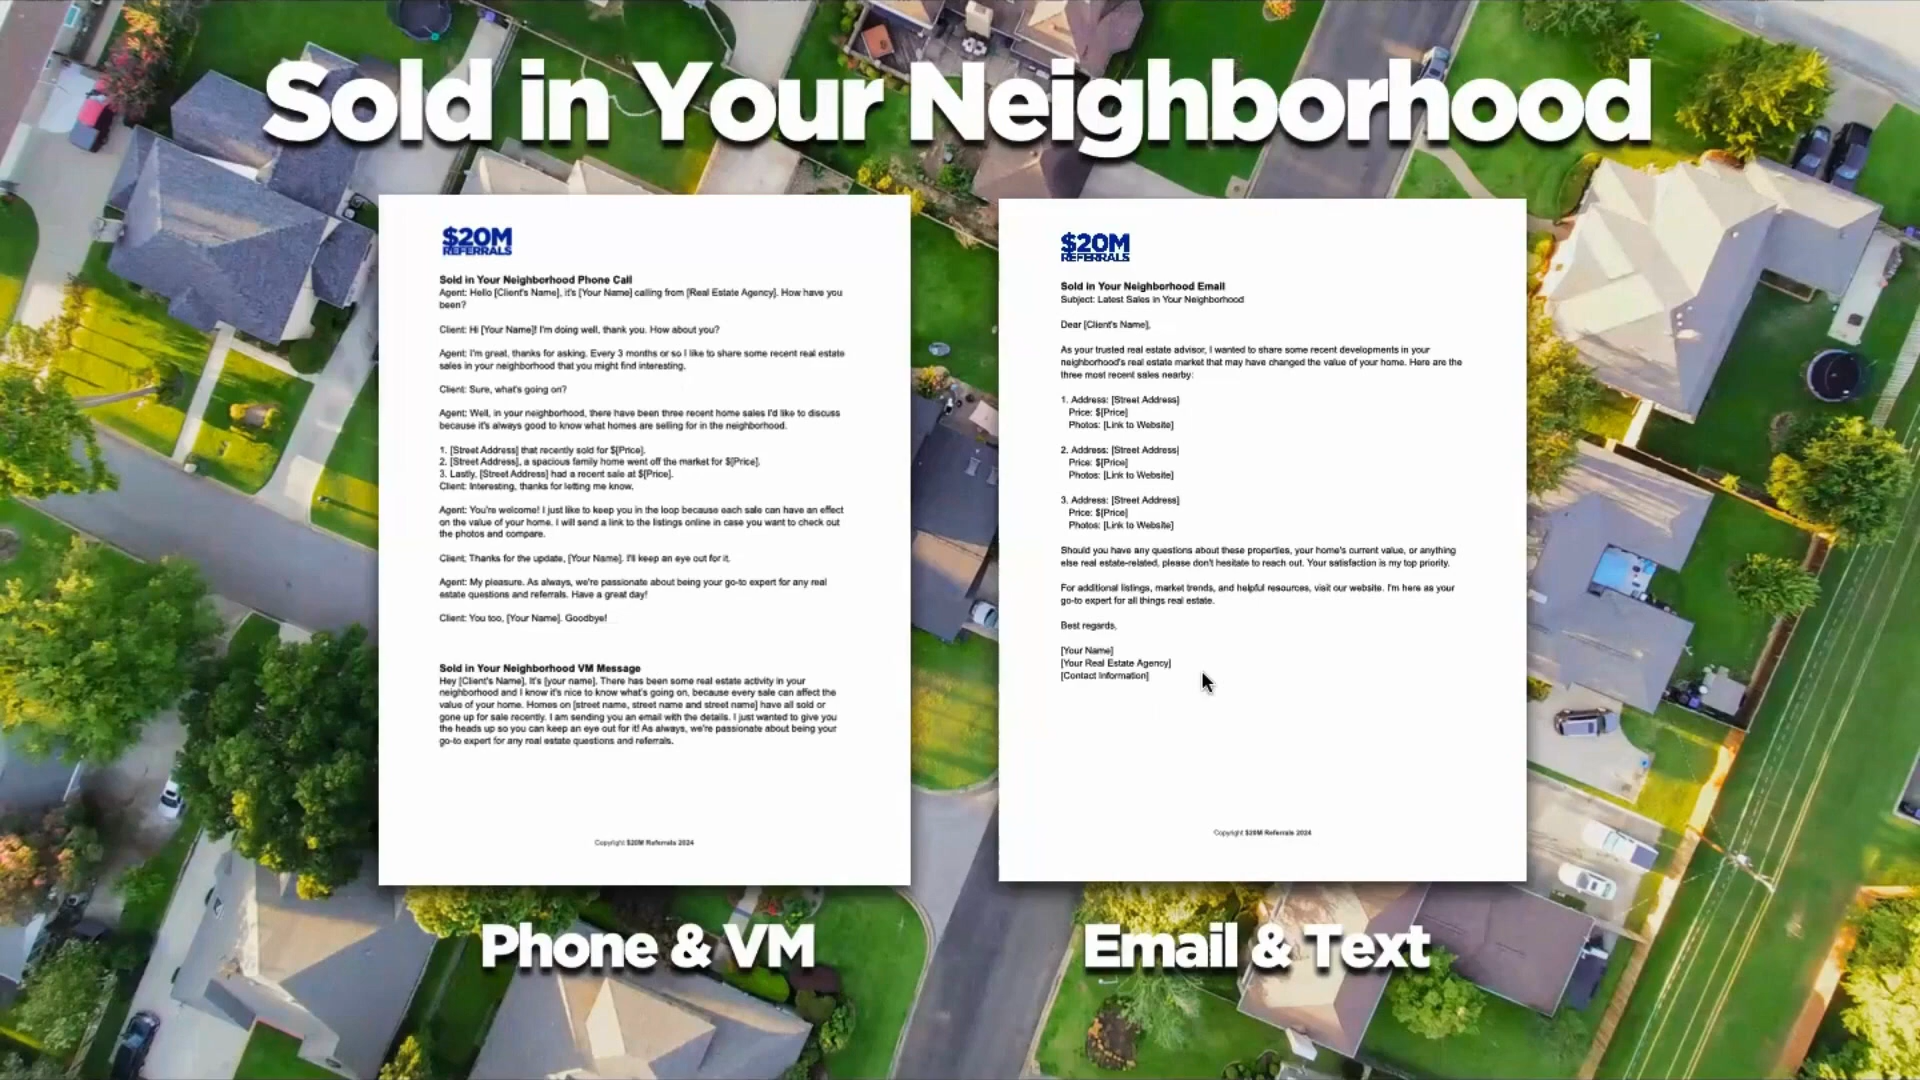 Sold in Your Neighborhood
$20M
REFERRALS
Sold in Your Neighborhood Phone Call
Agent: Hello [Client's Name], it's [Your Name] calling from [Real Estate Agency]. How have you
been?
Client: Hi [Your Name]! I'm doing well, thank you. How about you?
Agent: I'm great, thanks for asking. Every 3 months or so I like to share some recent real estate
sales in your neighborhood that you might find interesting.
Client: Sure, what's going on?
Agent: Well, in your neighborhood, there have been three recent home sales I'd like to discuss
because it's always good to know what homes are selling for in the neighborhood.
1. [Street Address] that recently sold for $[Price].
2. [Street Address], a spacious family home went off the market for $[Price].
3. Lastly, [Street Address] had a recent sale at $[Price].
Client: Interesting, thanks for letting me know.
Agent: You're welcome! I just like to keep you in the loop because each sale can have an effect
on the value of your home. I will send a link to the listings online in case you want to check out
the photos and compare.
Client: Thanks for the update, [Your Name]. I'll keep an eye out for it.
Agent: My pleasure. As always, we're passionate about being your go-to expert for any real
estate questions and referrals. Have a great day!
Client: You too, [Your Name]. Goodbye!
Sold in Your Neighborhood VM Message
Hey [Client's Name], It's [your name]. There has been some real estate activity in your
neighborhood and I know it's nice to know what's going on, because every sale can affect the
value of your home. Homes on [street name, street name and street name] have all sold or
gone up for sale recently. I am sending you an email with the details. I just wanted to give you
the heads up so you can keep an eye out for it! As always, we're passionate about being your
go-to expert for any real estate questions and referrals.
Copyright $20M Referrals 2024
Phone & VM
$20M
REFERRALS
Sold in Your Neighborhood Email
Subject: Latest Sales in Your Neighborhood
Dear [Client's Name],
As your trusted real estate advisor, I wanted to share some recent developments in your
neighborhood's real estate market that may have changed the value of your home. Here are the
three most recent sales nearby:
1. Address: [Street Address]
Price: $[Price]
Photos: [Link to Website]
2. Address: [Street Address]
Price: $[Price]
Photos: [Link to Website]
3. Address: [Street Address]
Price: $[Price]
Photos: [Link to Website]
Should you have any questions about these properties, your home's current value, or anything
else real estate-related, please don't hesitate to reach out. Your satisfaction is my top priority.
For additional listings, market trends, and helpful resources, visit our website. I'm here as your
go-to expert for all things real estate.
Best regards,
[Your Name]
[Your Real Estate Agency]
[Contact Information]
Copyright $20M Referrals 2024
Email & Text